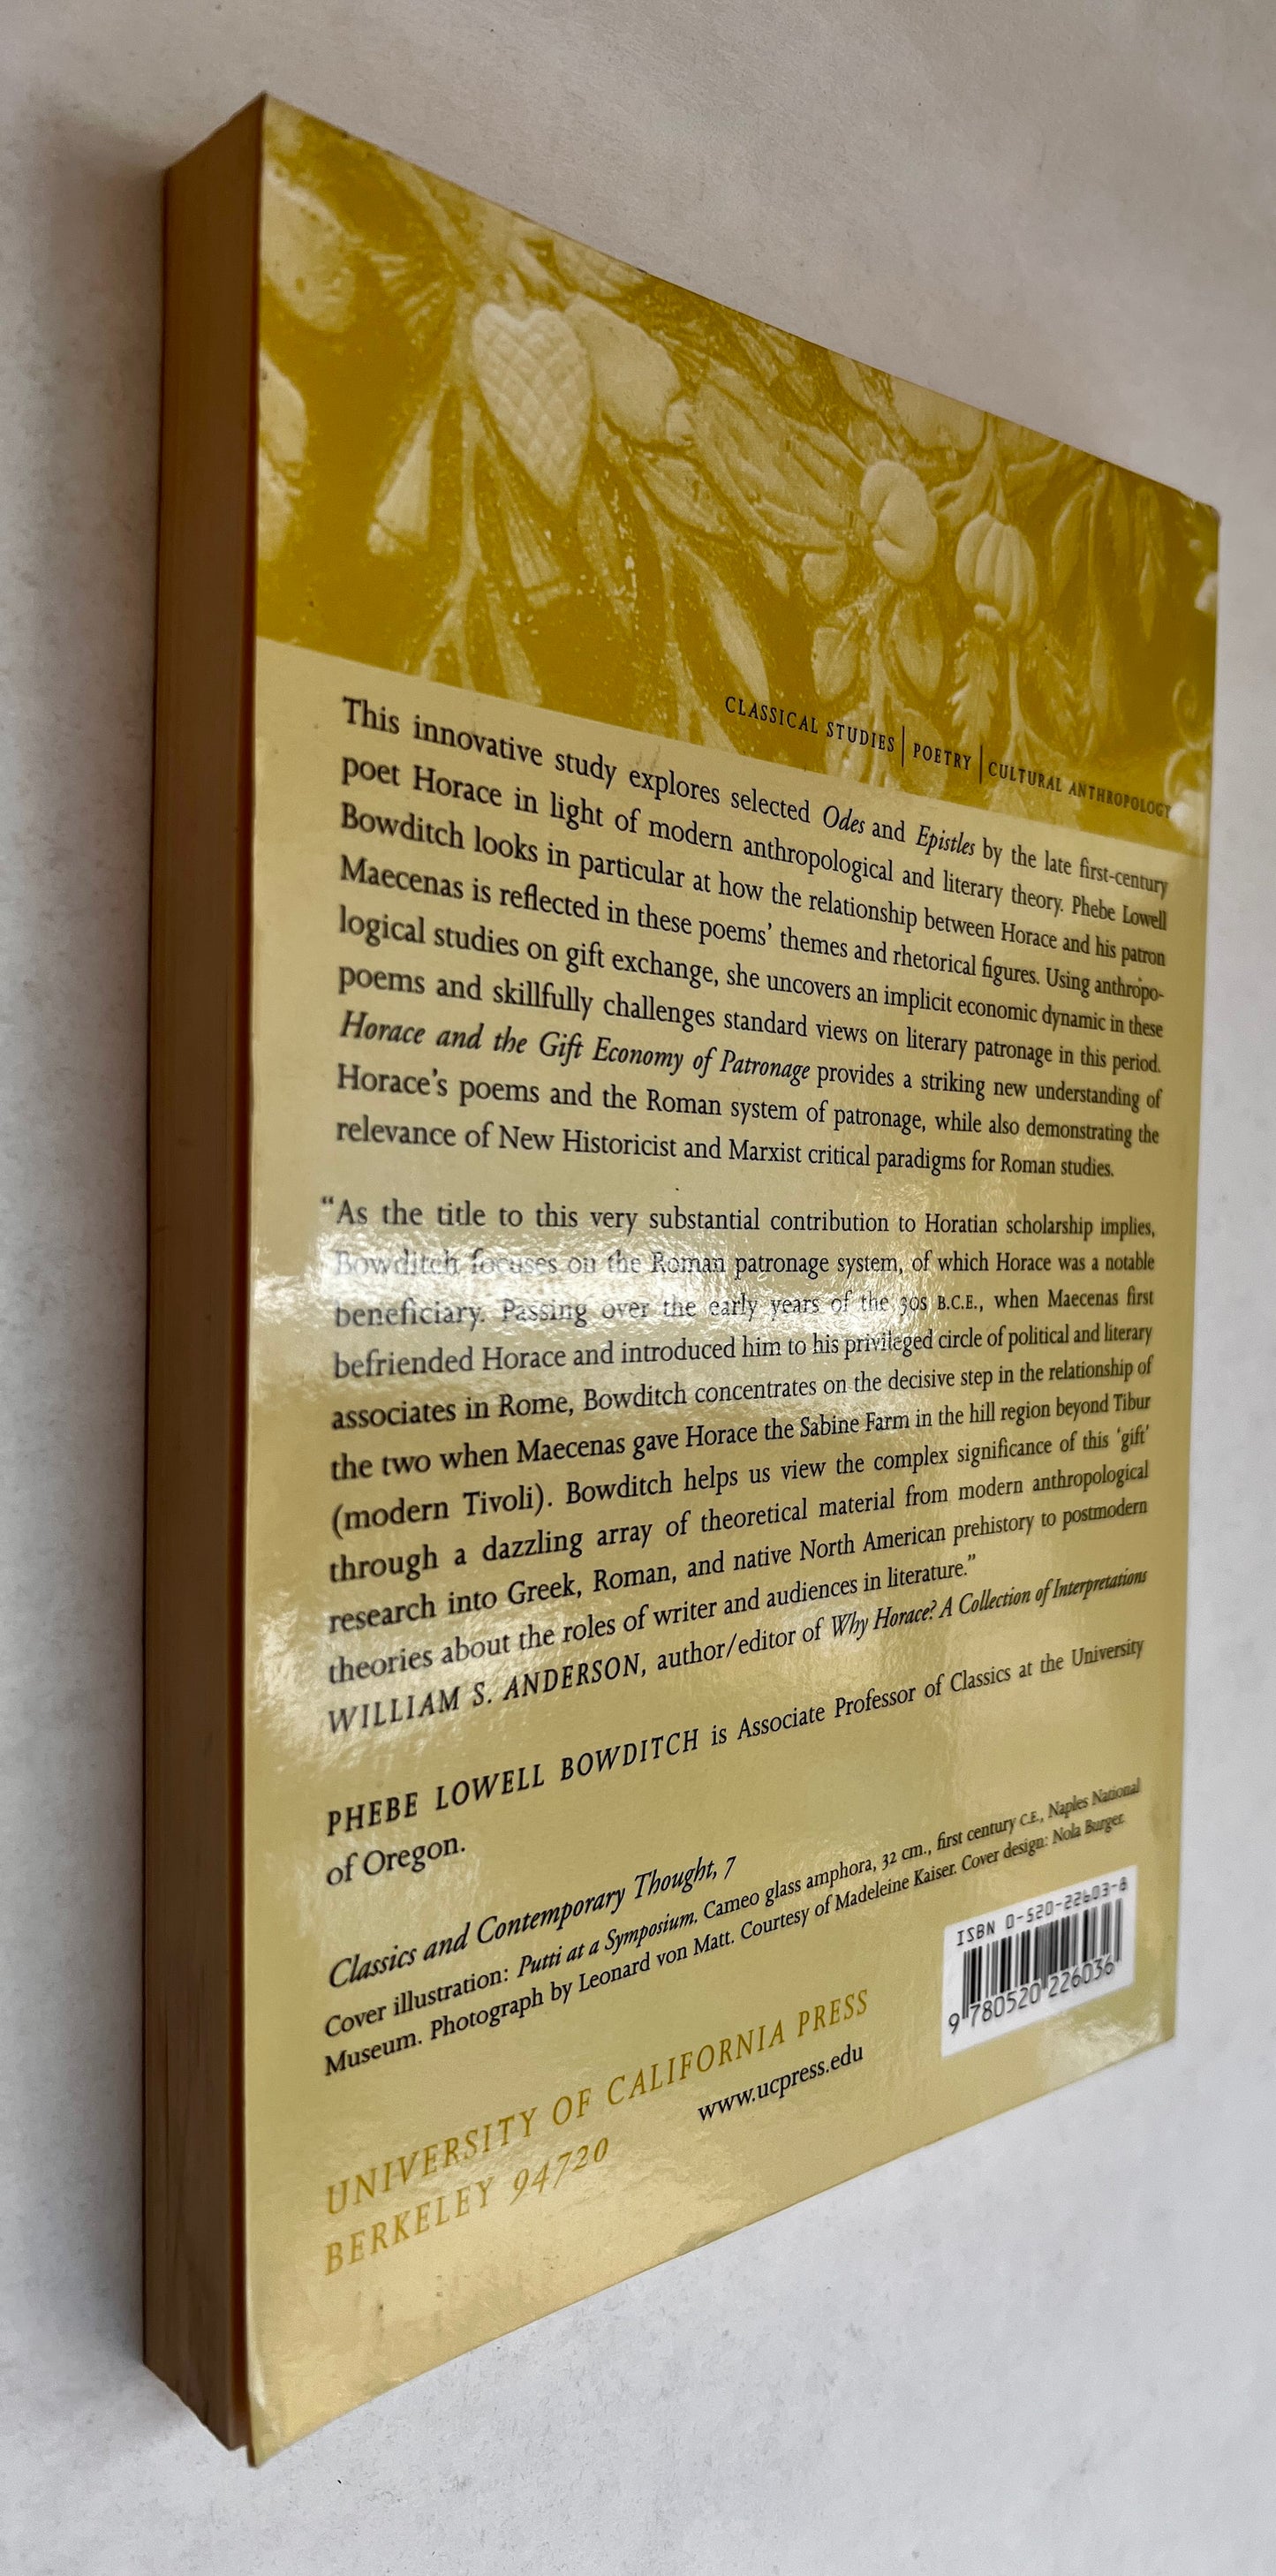 CLASSICAL STUDIES | POETRY | CULTURAL ANTHROPOLOGY
This innovative study explores selected Odes and Epistles by the late first-century
poet Horace in light of modern anthropological and literary theory. Phebe Lowell
Bowditch looks in particular at how the relationship between Horace and his patron
Maecenas is reflected in these poems' themes and rhetorical figures. Using anthropo-
logical studies on gift exchange, she uncovers an implicit economic dynamic in these
poems and skillfully challenges standard views on literary patronage in this period.
Horace and the Gift Economy of Patronage provides a striking new understanding of
Horace's poems and the Roman system of patronage, while also demonstrating the
relevance of New Historicist and Marxist critical paradigms for Roman studies.
“As the title to this very substantial contribution to Horatian scholarship implies,
Bowditch focuses on the Roman patronage system, of which Horace was a notable
beneficiary. Passing over the early years of the 30s B.C.E., when Maecenas first
befriended Horace and introduced him to his privileged circle of political and literary
associates in Rome, Bowditch concentrates on the decisive step in the relationship of
the two when Maecenas gave Horace the Sabine Farm in the hill region beyond Tibur
(modern Tivoli). Bowditch helps us view the complex significance of this ‘gift’
through a dazzling array of theoretical material from modern anthropological
research into Greek, Roman, and native North American prehistory to postmodern
theories about the roles of writer and audiences in literature.”
WILLIAM S. ANDERSON, author/editor of Why Horace? A Collection of Interpretations
PHEBE LOWELL BOWDITCH is Associate Professor of Classics at the University
of Oregon.
Classics and Contemporary Thought, 7
Cover illustration: Putti at a Symposium. Cameo glass amphora, 32 cm., first century C.E., Naples National
Museum. Photograph by Leonard von Matt. Courtesy of Madeleine Kaiser. Cover design: Nola Burger.
ISBN 0-520-22603-8
9 780520 226036
UNIVERSITY OF CALIFORNIA PRESS
BERKELEY 94720
www.ucpress.edu